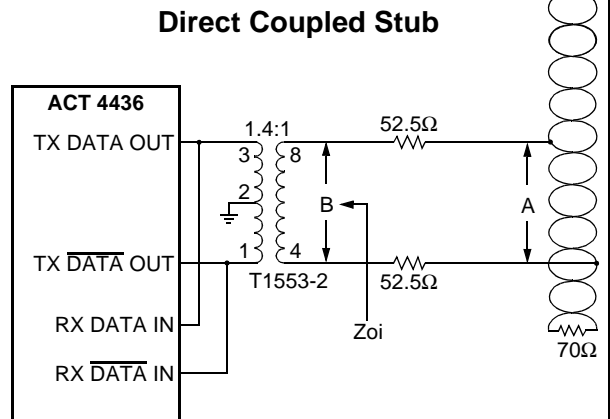 Direct Coupled Stub
ACT 4436
TX DATA OUT
1.4:1
52.5Ω
3
8
2
B
A
TX DATA OUT
1
4
T1553-2
52.5Ω
RX DATA IN
Zoi
70Ω
RX DATA IN